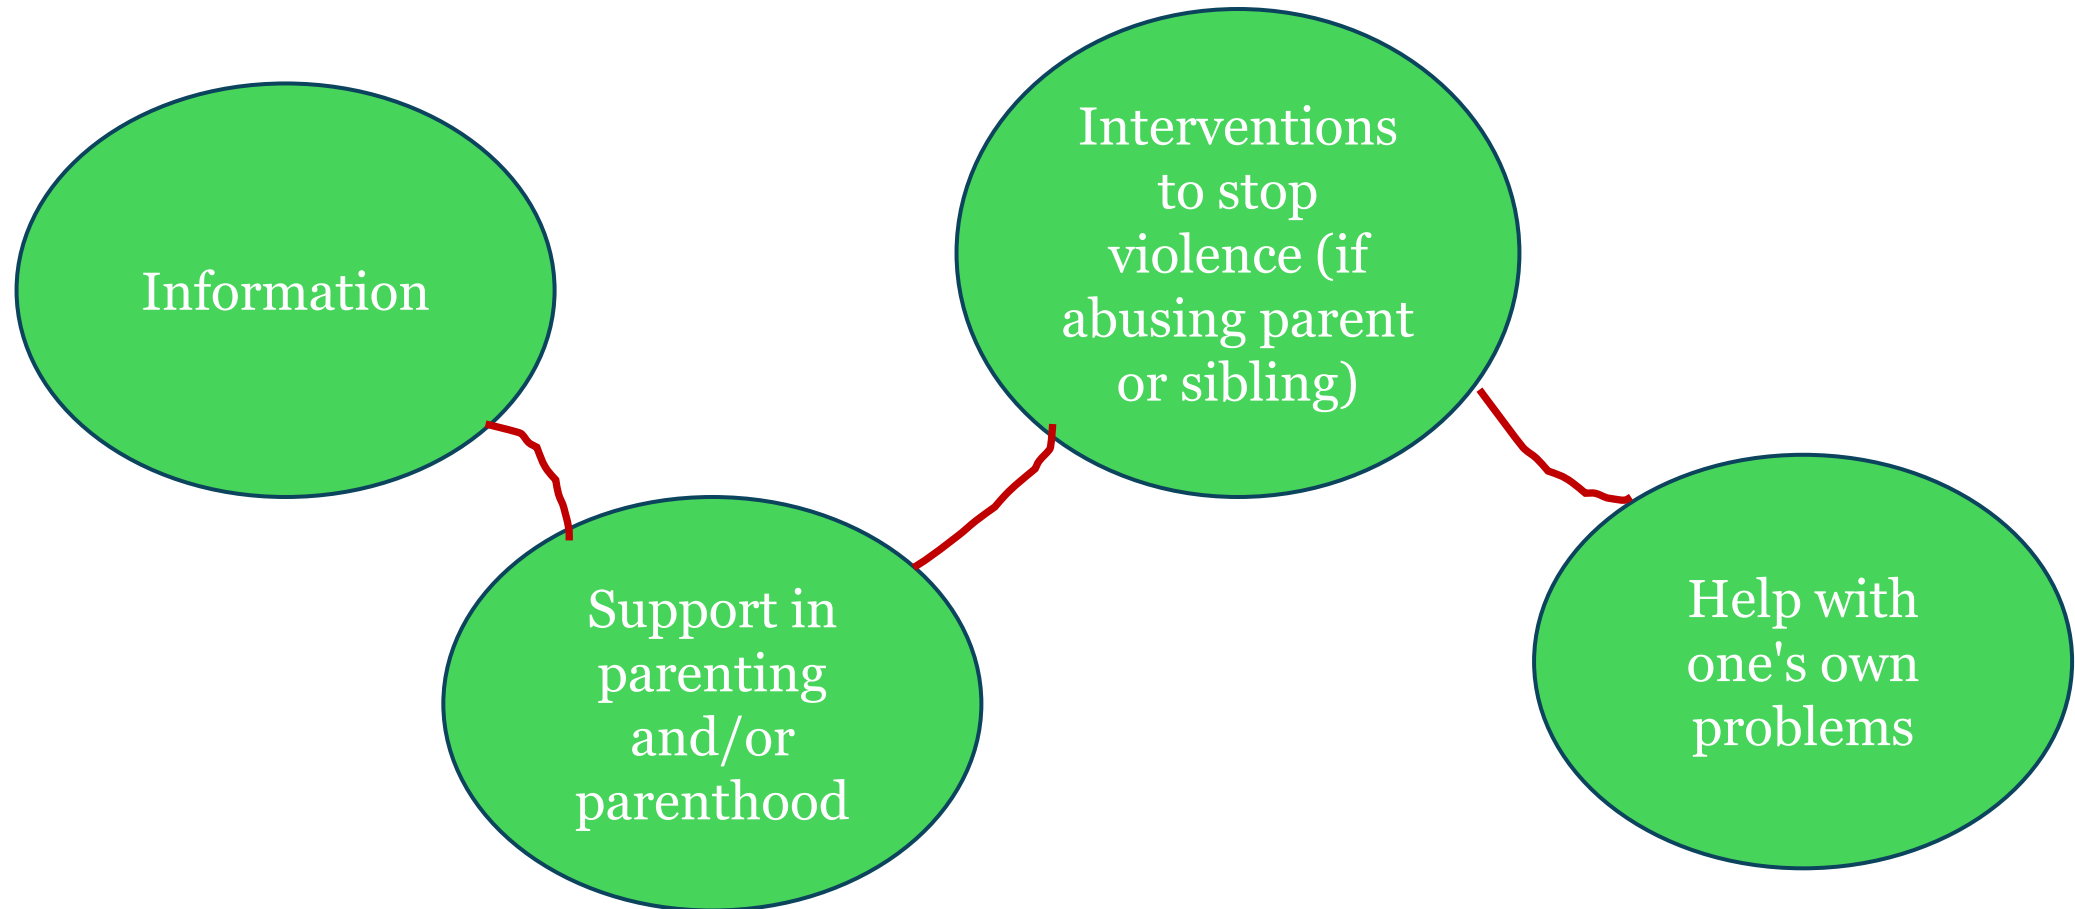 Information
Support in
parenting
and/or
parenthood
Interventions
to stop
violence (if
abusing parent
or sibling)
Help with
one's own
problems